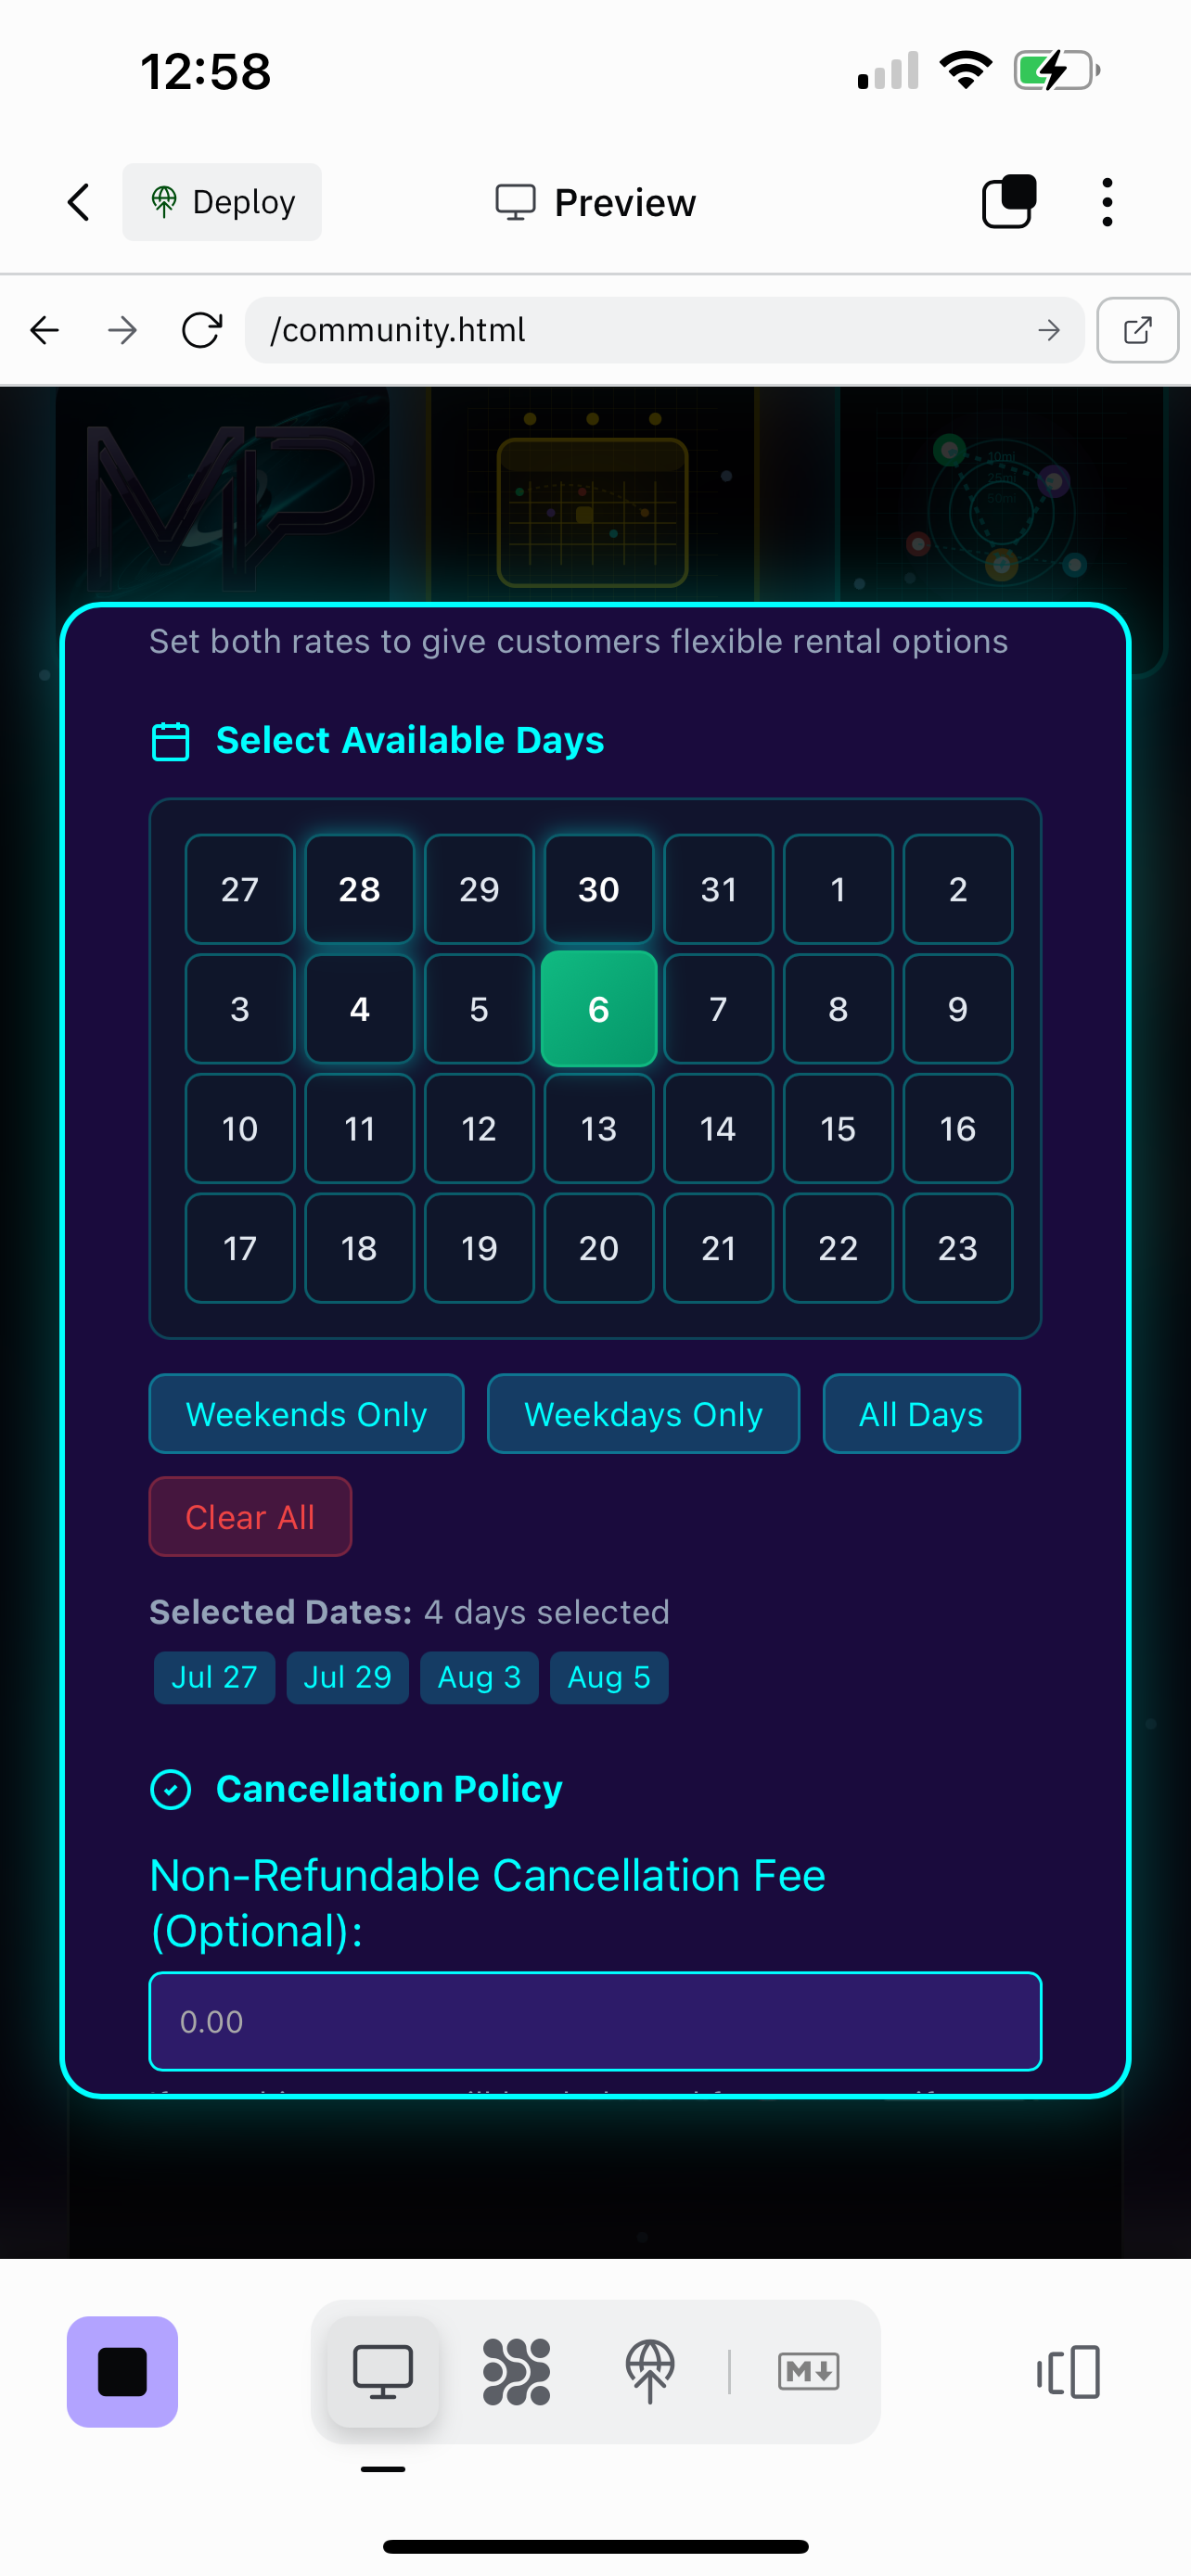 12:58
Deploy
Preview
/community.html
MP
10mi
25mi
50mi
Set both rates to give customers flexible rental options
Select Available Days
27 28 29 30 31 1 2
3 4 5 6 7 8 9
10 11 12 13 14 15 16
17 18 19 20 21 22 23
Weekends Only Weekdays Only All Days
Clear All
Selected Dates: 4 days selected
Jul 27 Jul 29 Aug 3 Aug 5
Cancellation Policy
Non-Refundable Cancellation Fee
(Optional):
0.00
M